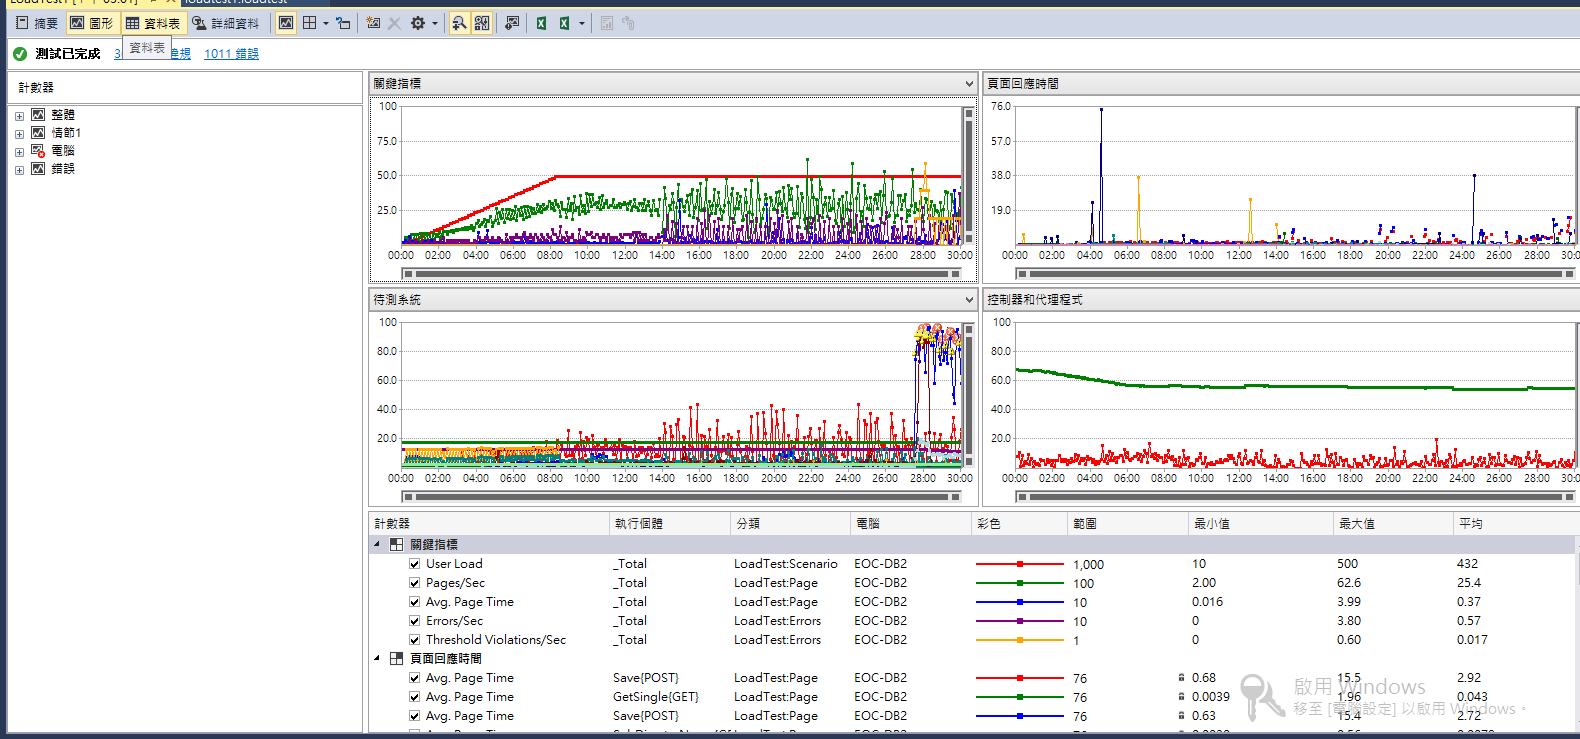 摘要 圖形 資料表 詳細資料
測試已完成 資料表 違規 1011 錯誤
計數器
整體
情節1
電腦
錯誤
關鍵指標
100
75.0
50.0
25.0
00:00 02:00 04:00 06:00 08:00 10:00 12:00 14:00 16:00 18:00 20:00 22:00 24:00 26:00 28:00 30:00
頁面回應時間
76.0
57.0
38.0
19.0
00:00 02:00 04:00 06:00 08:00 10:00 12:00 14:00 16:00 18:00 20:00 22:00 24:00 26:00 28:00
待測系統
100
80.0
60.0
40.0
20.0
00:00 02:00 04:00 06:00 08:00 10:00 12:00 14:00 16:00 18:00 20:00 22:00 24:00 26:00 28:00 30:00
控制器和代理程式
100
80.0
60.0
40.0
20.0
00:00 02:00 04:00 06:00 08:00 10:00 12:00 14:00 16:00 18:00 20:00 22:00 24:00 26:00 28:00
計數器 執行個體 分類 電腦 彩色 範圍 最小值 最大值 平均
關鍵指標
User Load _Total LoadTest:Scenario EOC-DB2 1,000 10 500 432
Pages/Sec _Total LoadTest:Page EOC-DB2 100 2.00 62.6 25.4
Avg. Page Time _Total LoadTest:Page EOC-DB2 10 0.016 3.99 0.37
Errors/Sec _Total LoadTest:Errors EOC-DB2 10 0 3.80 0.57
Threshold Violations/Sec _Total LoadTest:Errors EOC-DB2 1 0 0.60 0.017
頁面回應時間
Avg. Page Time Save{POST} LoadTest:Page EOC-DB2 76 0.68 15.5 2.92
Avg. Page Time GetSingle{GET} LoadTest:Page EOC-DB2 76 0.0039 1.96 0.043
Avg. Page Time Save{POST} LoadTest:Page EOC-DB2 76 0.63 15.4 2.72
啟用 Windows
移至 [電腦設定] 以啟用 Windows。